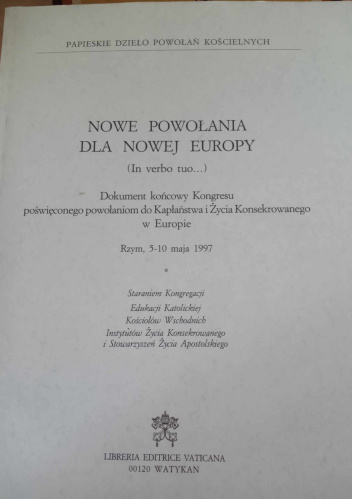 PAPIESKIE DZIEŁO POWOŁAŃ KOŚCIELNYCH
NOWE POWOŁANIA
DLA NOWEJ EUROPY
(In verbo tuo...)
Dokument końcowy Kongresu
poświęconego powołaniom do Kapłaństwa i Życia Konsekrowanego
w Europie
Rzym, 5-10 maja 1997
*
Staraniem Kongregacji
Edukacji Katolickiej
Kościołów Wschodnich
Instytutów Życia Konsekrowanego
i Stowarzyszeń Życia Apostolskiego
LIBRERIA EDITRICE VATICANA
00120 WATYKAN